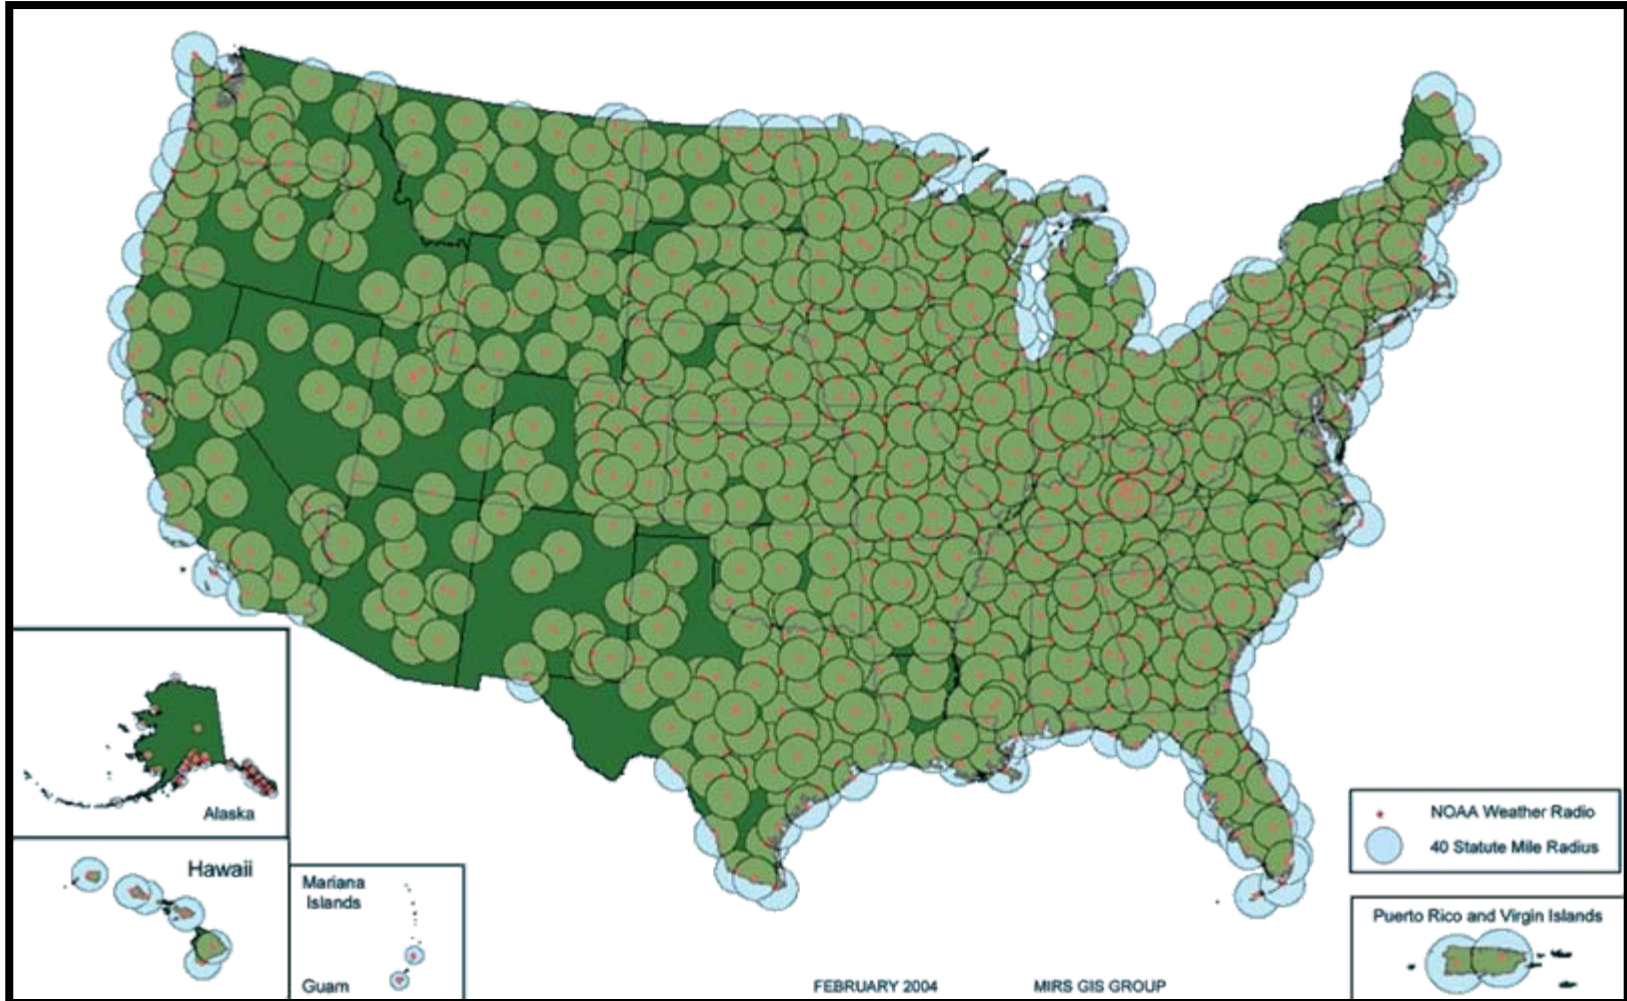 Alaska
Hawaii
Mariana
Islands
Guam
NOAA Weather Radio
40 Statute Mile Radius
Puerto Rico and Virgin Islands
FEBRUARY 2004
MIRS GIS GROUP